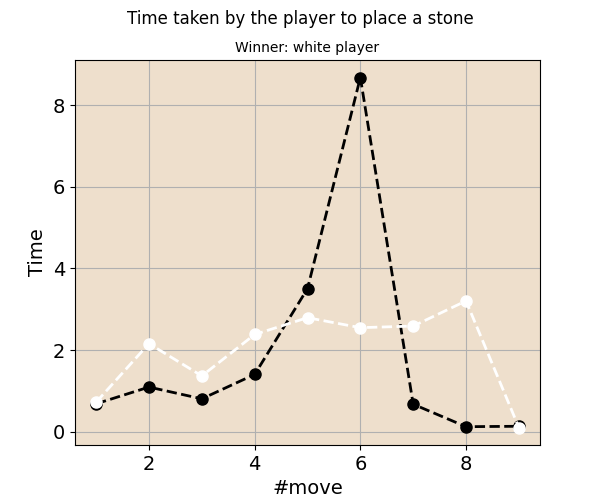 Time taken by the player to place a stone
Winner: white player
8
6
4
2
0
Time
2 4 6 8
#move